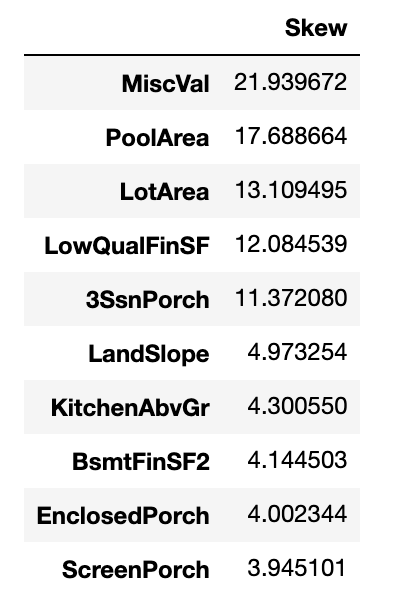 Skew
MiscVal 21.939672
PoolArea 17.688664
LotArea 13.109495
LowQualFinSF 12.084539
3SsnPorch 11.372080
LandSlope 4.973254
KitchenAbvGr 4.300550
BsmtFinSF2 4.144503
EnclosedPorch 4.002344
ScreenPorch 3.945101